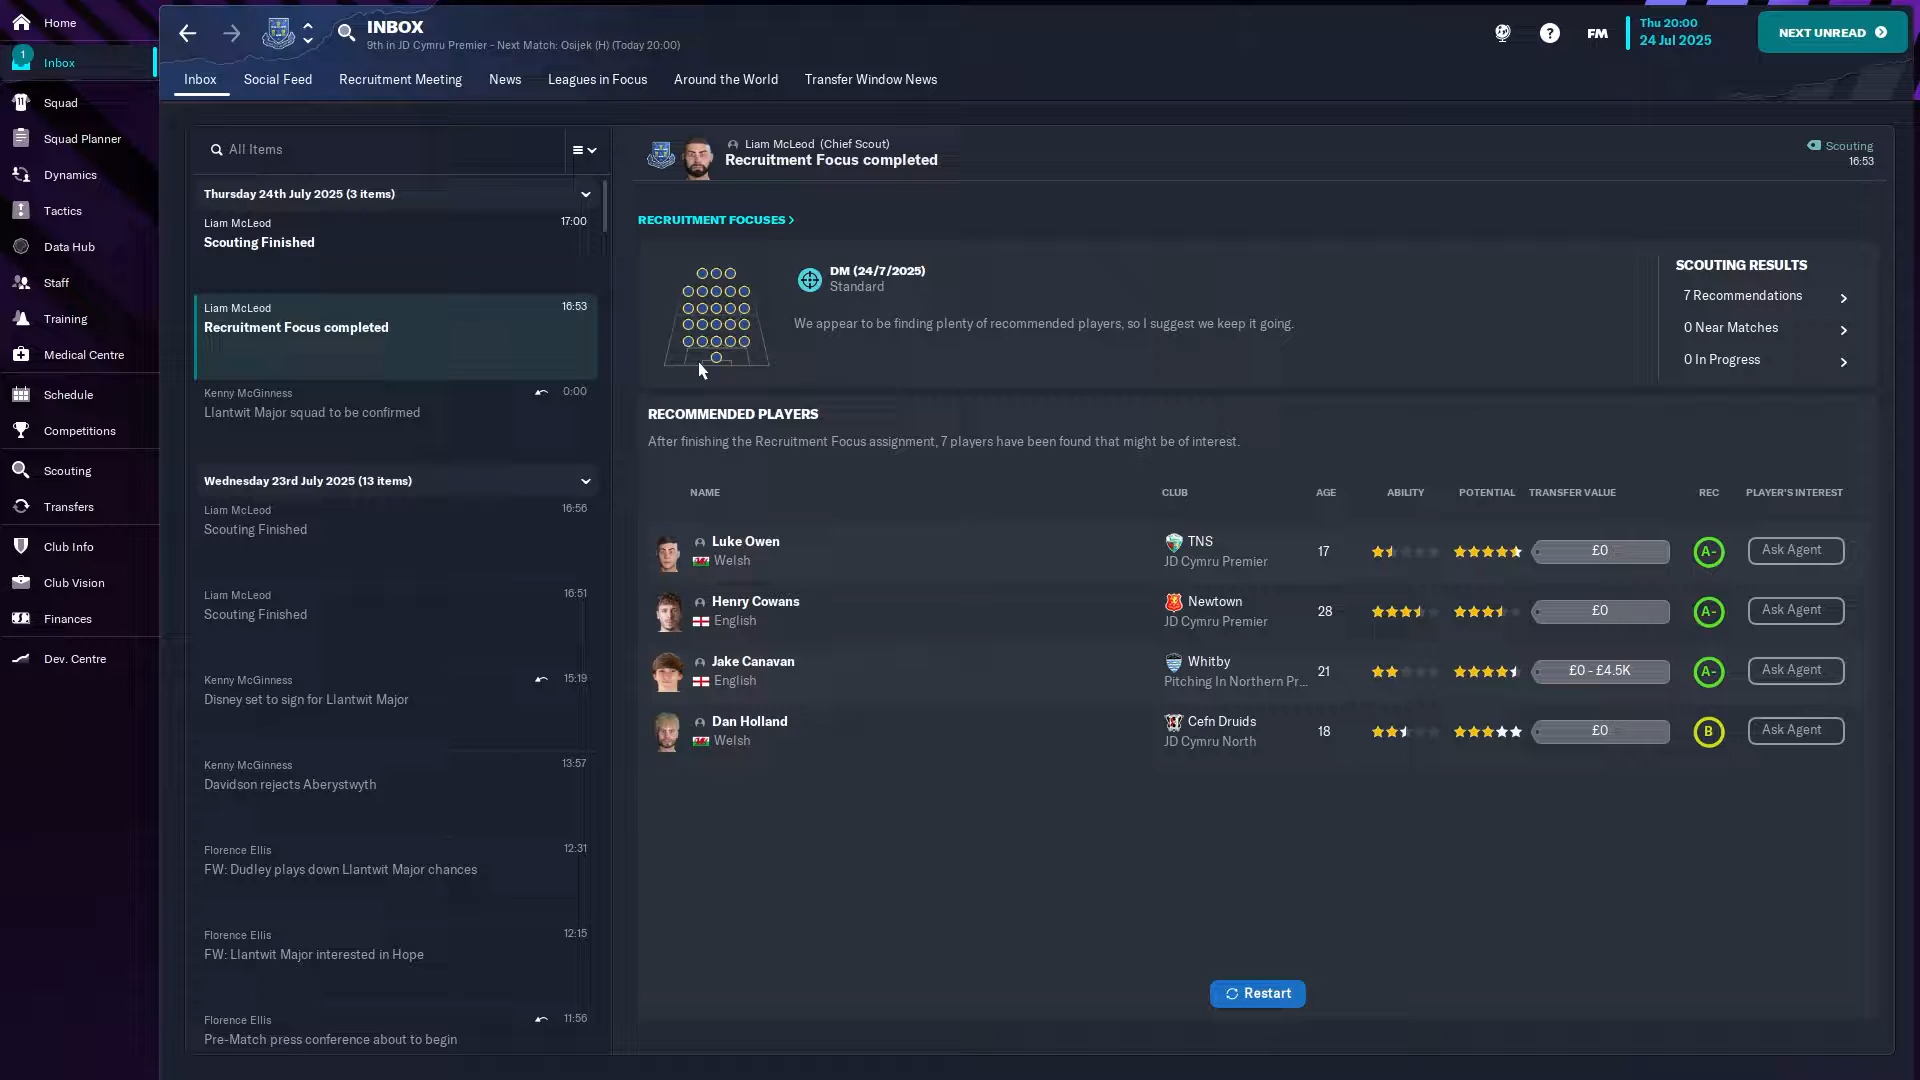 Home
1
Inbox
Squad
Squad Planner
Dynamics
Tactics
Data Hub
Staff
Training
Medical Centre
Schedule
Competitions
Scouting
Transfers
Club Info
Club Vision
Finances
Dev. Centre
INBOX
9th in JD Cymru Premier - Next Match: Osijek (H) (Today 20:00)
FM
Thu 20:00
24 Jul 2025
NEXT UNREAD
Inbox
Social Feed
Recruitment Meeting
News
Leagues in Focus
Around the World
Transfer Window News
All Items
Thursday 24th July 2025 (3 items)
Liam McLeod 17:00
Scouting Finished
Liam McLeod 16:53
Recruitment Focus completed
Kenny McGinness 0:00
Llantwit Major squad to be confirmed
Wednesday 23rd July 2025 (13 items)
Liam McLeod 16:56
Scouting Finished
Liam McLeod 16:51
Scouting Finished
Kenny McGinness 15:19
Disney set to sign for Llantwit Major
Kenny McGinness 13:57
Davidson rejects Aberystwyth
Florence Ellis 12:31
FW: Dudley plays down Llantwit Major chances
Florence Ellis 12:15
FW: Llantwit Major interested in Hope
Florence Ellis 11:56
Pre-Match press conference about to begin
Liam McLeod (Chief Scout)
Recruitment Focus completed
Scouting
16:53
RECRUITMENT FOCUSES >
DM (24/7/2025)
Standard
We appear to be finding plenty of recommended players, so I suggest we keep it going.
SCOUTING RESULTS
7 Recommendations
0 Near Matches
0 In Progress
RECOMMENDED PLAYERS
After finishing the Recruitment Focus assignment, 7 players have been found that might be of interest.
NAME CLUB AGE ABILITY POTENTIAL TRANSFER VALUE REC PLAYER'S INTEREST
Luke Owen TNS 17 £0 A- Ask Agent
Welsh JD Cymru Premier
Henry Cowans Newtown 28 £0 A- Ask Agent
English JD Cymru Premier
Jake Canavan Whitby 21 £0 - £4.5K A- Ask Agent
English Pitching In Northern Pr...
Dan Holland Cefn Druids 18 £0 B Ask Agent
Welsh JD Cymru North
Restart